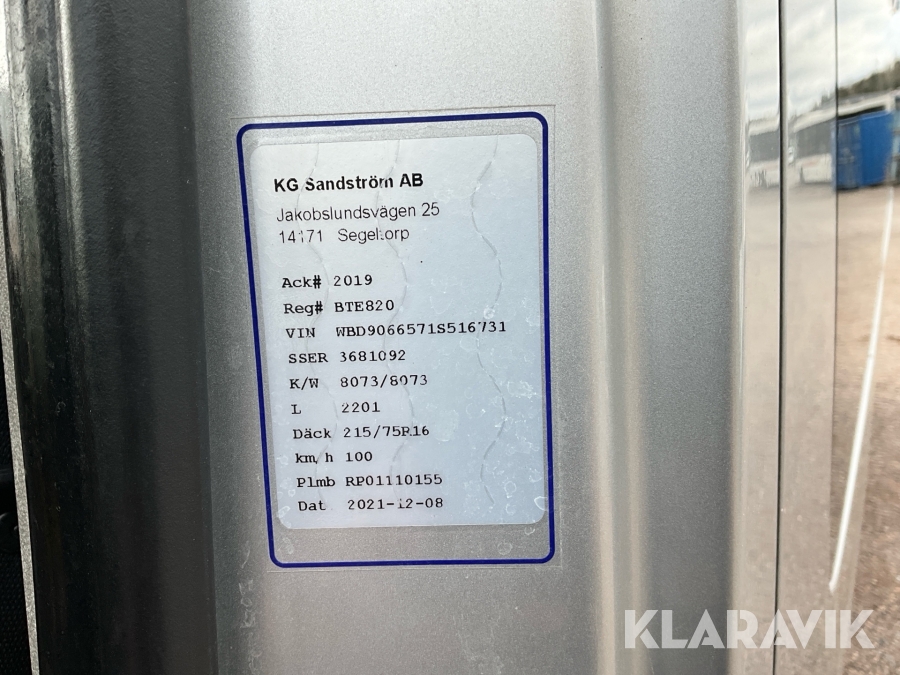 KG Sandström AB
Jakobslundsvägen 25
14171 Segeltorp
Ack# 2019
Reg# BTE820
VIN WBD9066571S516731
SSER 3681092
K/W 8073/8073
L 2201
Däck 215/75R16
km/h 100
Plmb RP01110155
Dat 2021-12-08
KLARAVIK